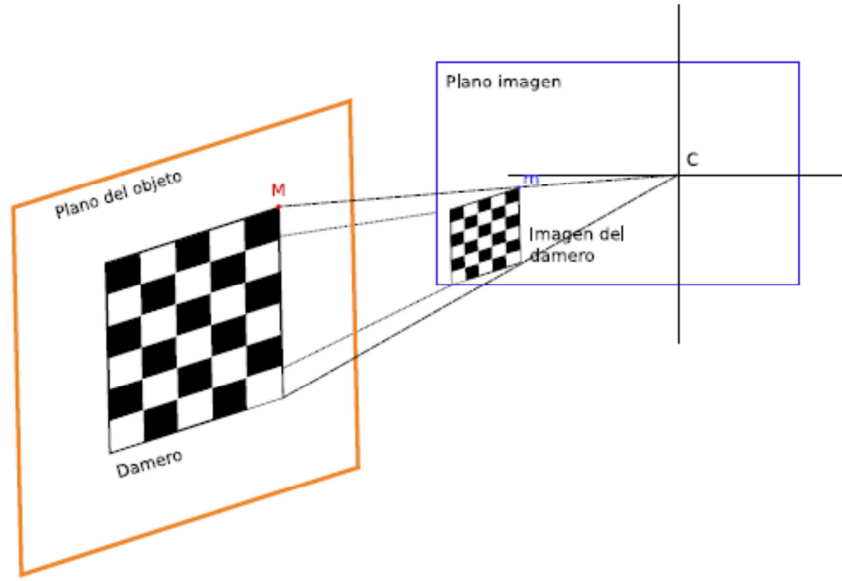 Plano imagen
C
Plano del objeto
M
m
Imagen del
damero
Damero